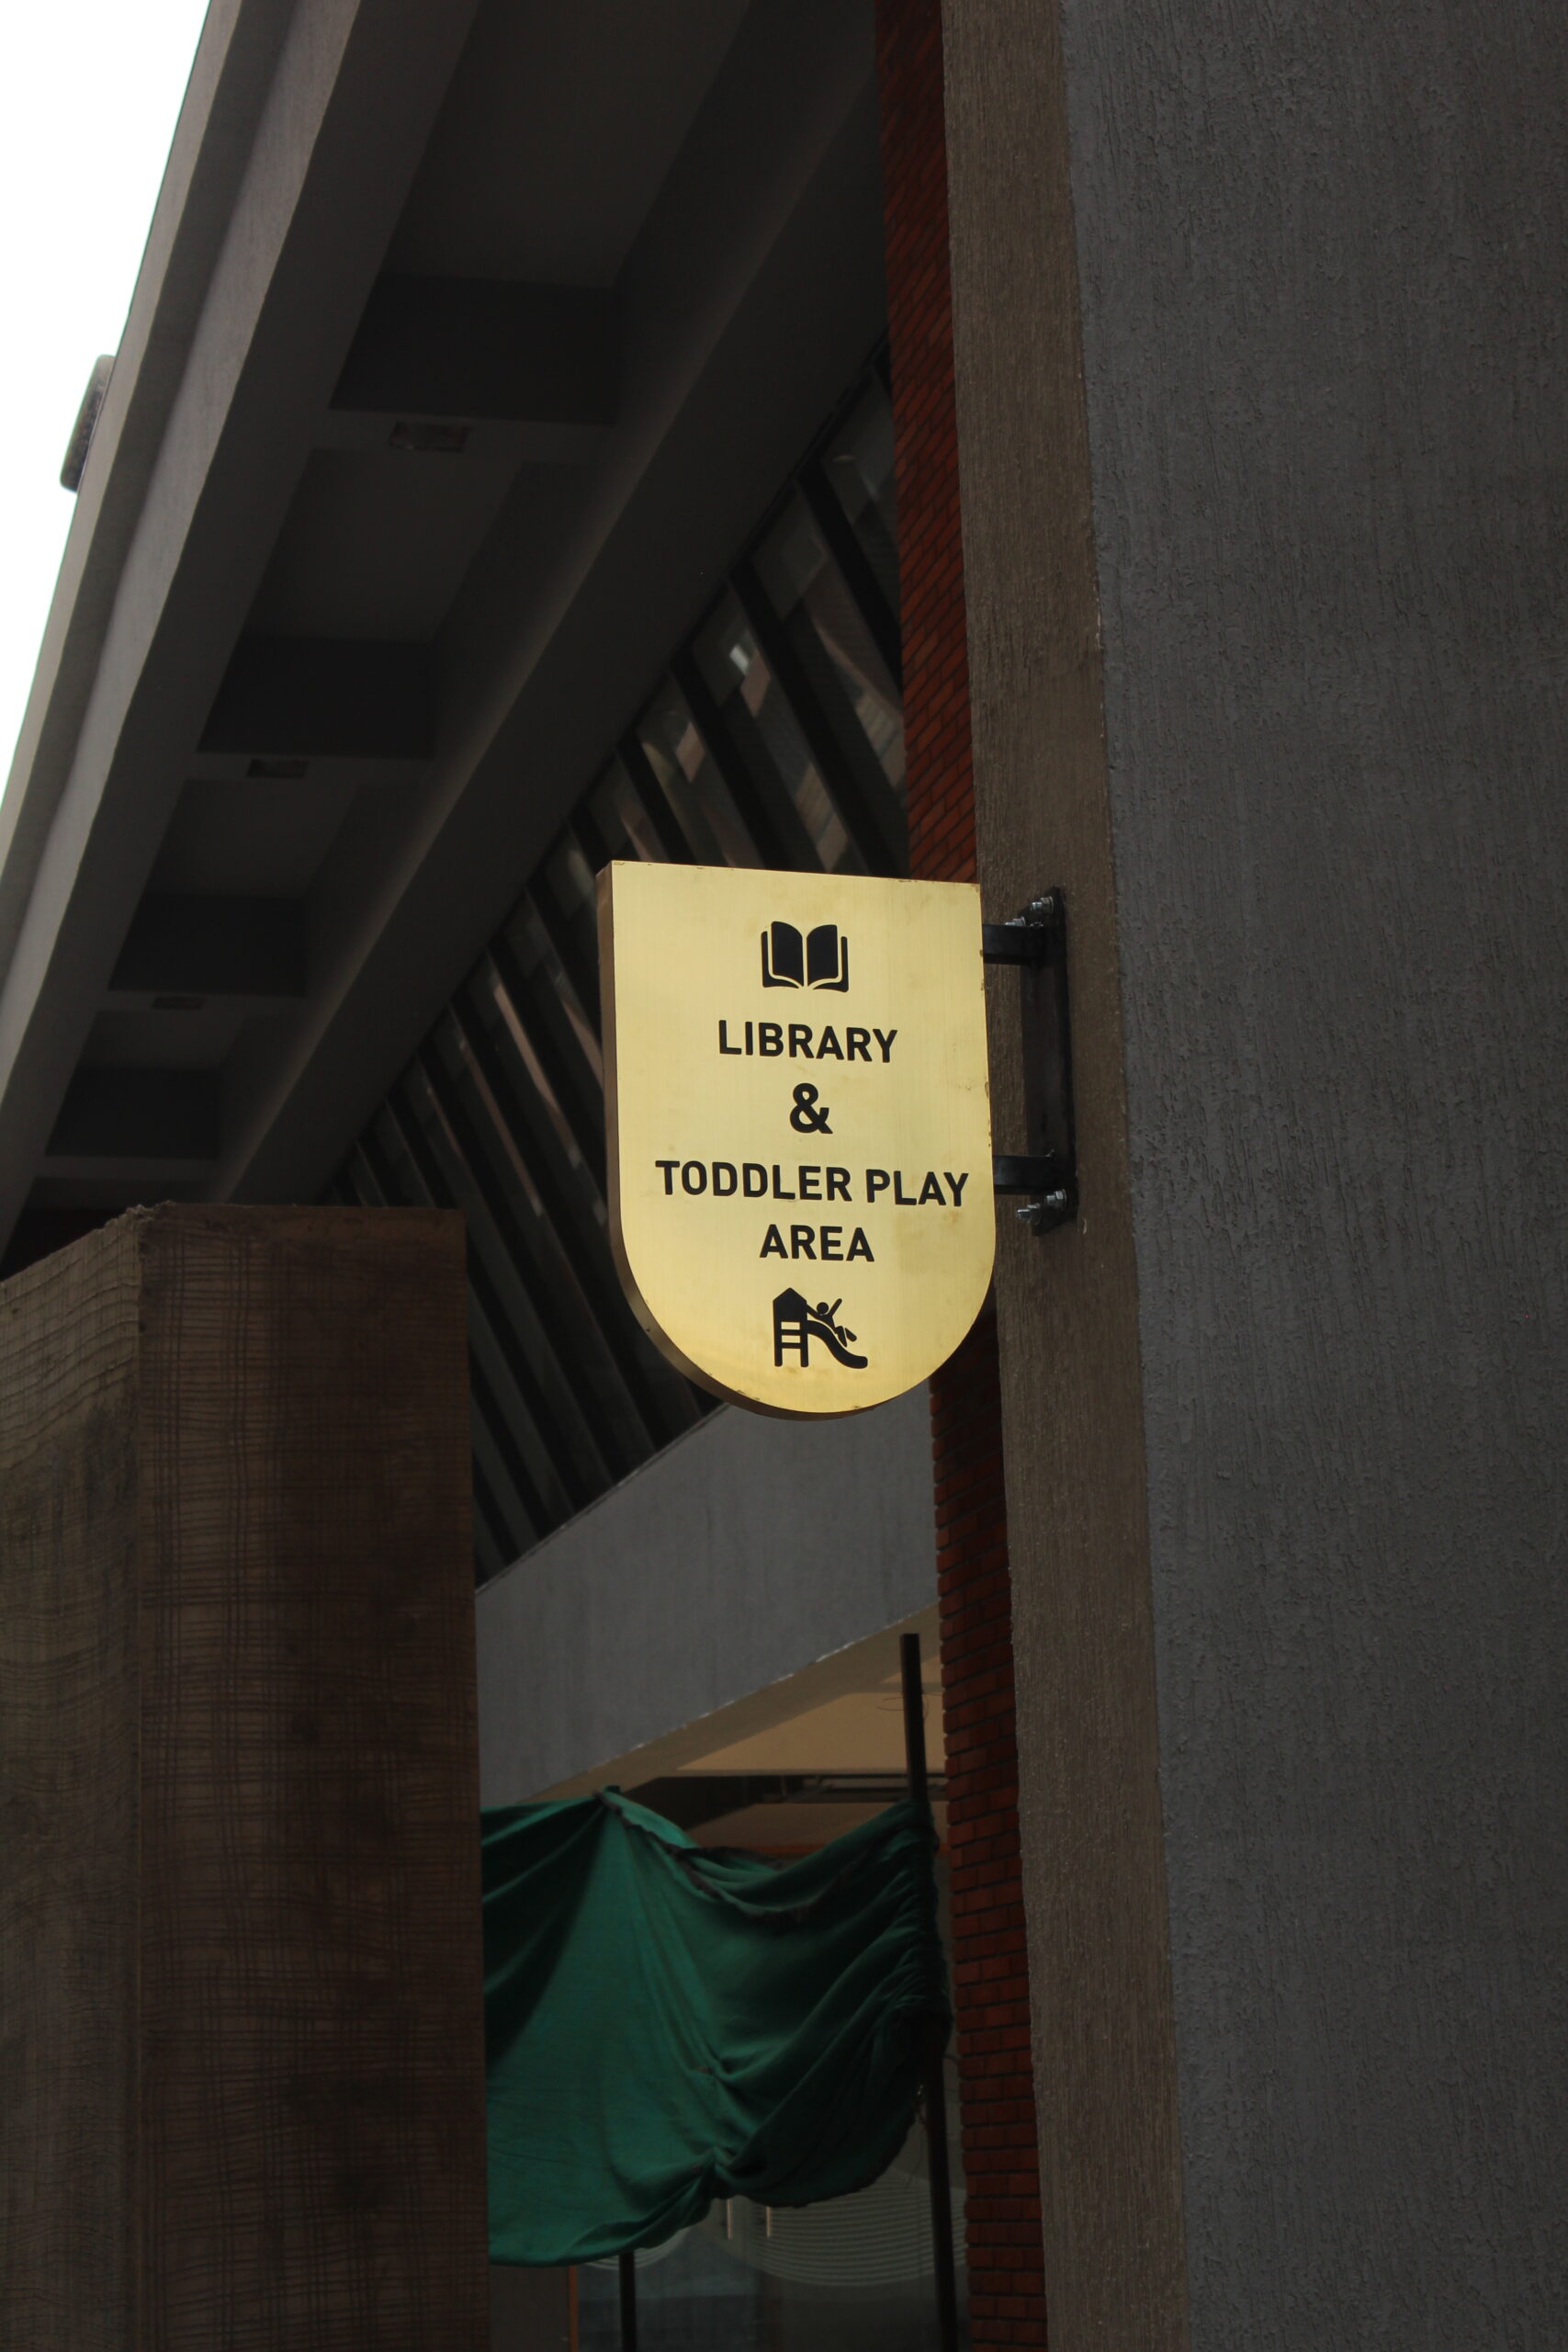 LIBRARY
&
TODDLER PLAY
AREA